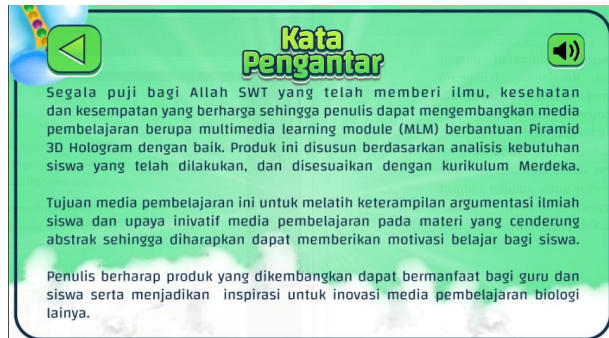 Kata
Pengantar
Segala puji bagi Allah SWT yang telah memberi ilmu, kesehatan
dan kesempatan yang berharga sehingga penulis dapat mengembangkan media
pembelajaran berupa multimedia learning module (MLM) berbantuan Piramid
3D Hologram dengan baik. Produk ini disusun berdasarkan analisis kebutuhan
siswa yang telah dilakukan, dan disesuaikan dengan kurikulum Merdeka.
Tujuan media pembelajaran ini untuk melatih keterampilan argumentasi ilmiah
siswa dan upaya inivatif media pembelajaran pada materi yang cenderung
abstrak sehingga diharapkan dapat memberikan motivasi belajar bagi siswa.
Penulis berharap produk yang dikembangkan dapat bermanfaat bagi guru dan
siswa serta menjadikan inspirasi untuk inovasi media pembelajaran biologi
lainya.